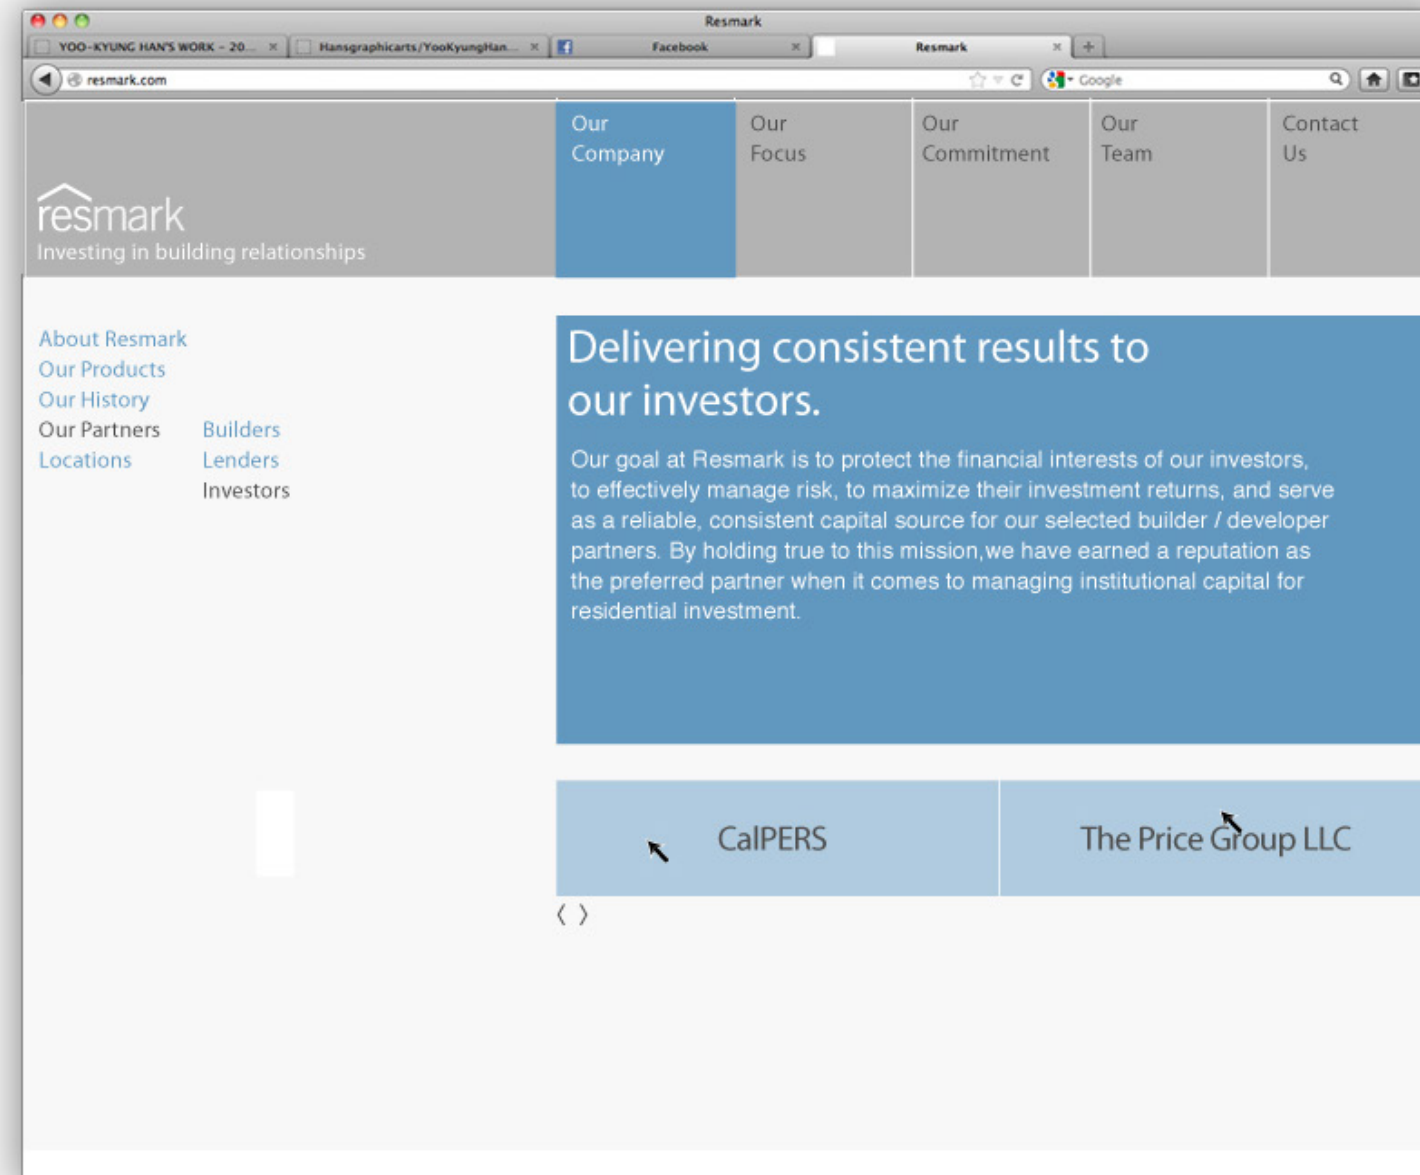 Resmark
YOO-KYUNG HAN'S WORK - 20...
Hansgraphicarts/YooKyungHan...
Facebook
Resmark
resmark.com
Google
Our
Company
Our
Focus
Our
Commitment
Our
Team
Contact
Us
resmark
Investing in building relationships
About Resmark
Our Products
Our History
Our Partners
Locations
Builders
Lenders
Investors
Delivering consistent results to
our investors.
Our goal at Resmark is to protect the financial interests of our investors,
to effectively manage risk, to maximize their investment returns, and serve
as a reliable, consistent capital source for our selected builder / developer
partners. By holding true to this mission,we have earned a reputation as
the preferred partner when it comes to managing institutional capital for
residential investment.
CalPERS
The Price Group LLC
〈 〉